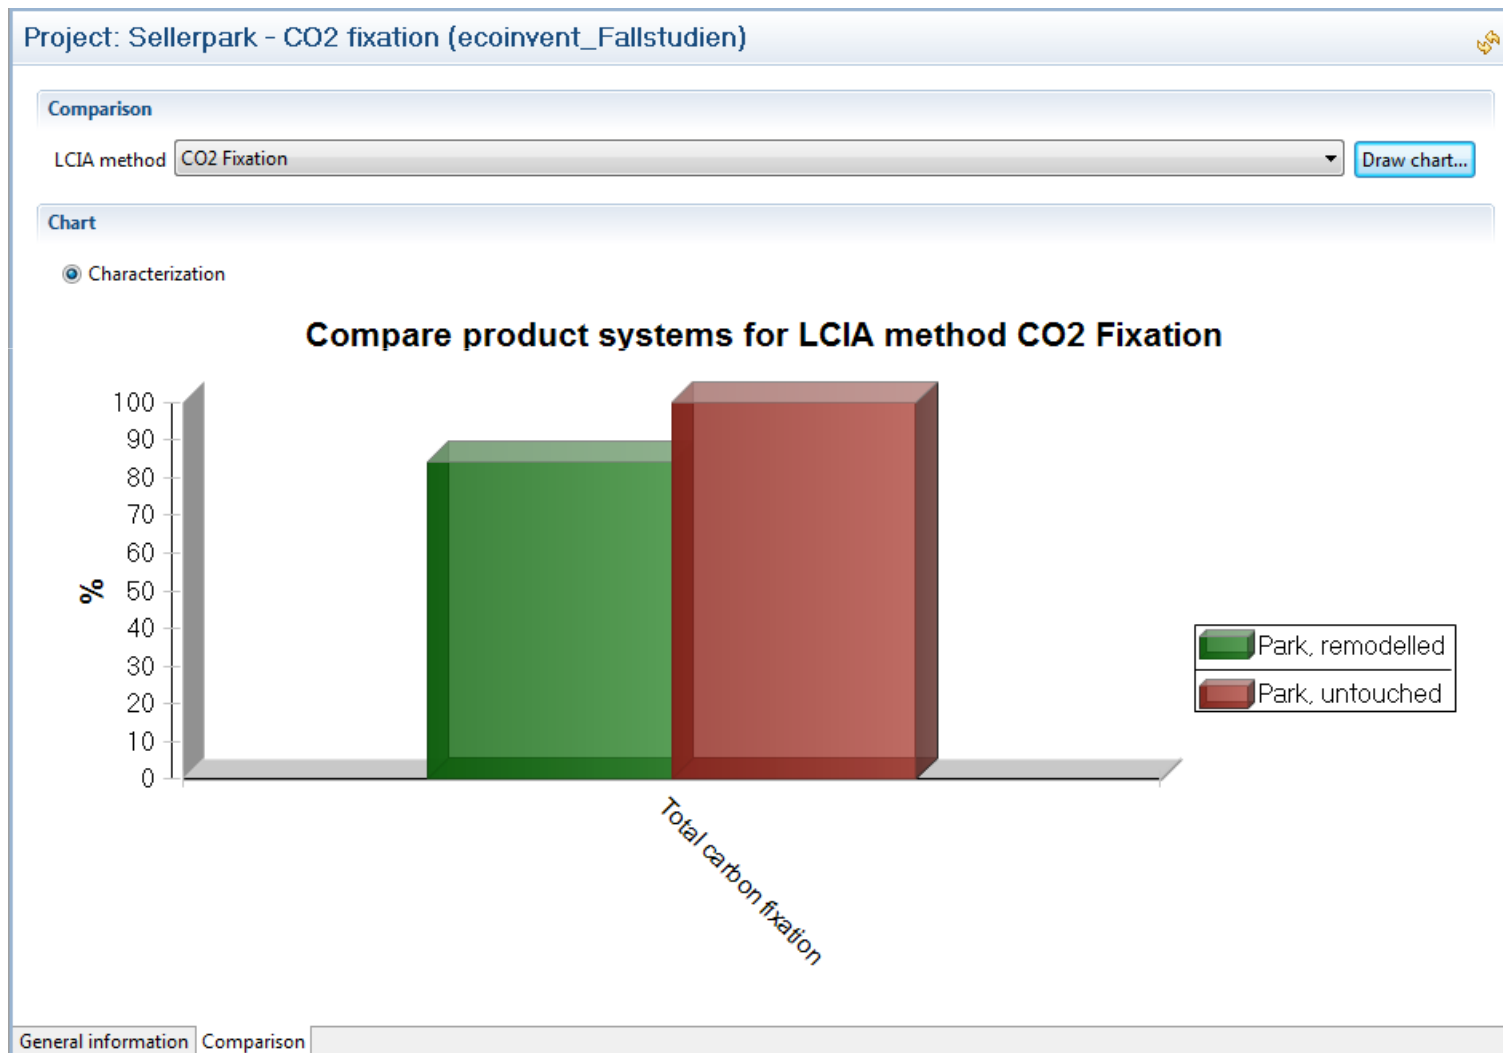 Project: Sellerpark - CO2 fixation (ecoinvent_Fallstudien)
Comparison
LCIA method CO2 Fixation Draw chart...
Chart
Characterization
Compare product systems for LCIA method CO2 Fixation
100
90
80
70
60
50
40
30
20
10
0
%
Total carbon fixation
Park, remodelled
Park, untouched
General information Comparison